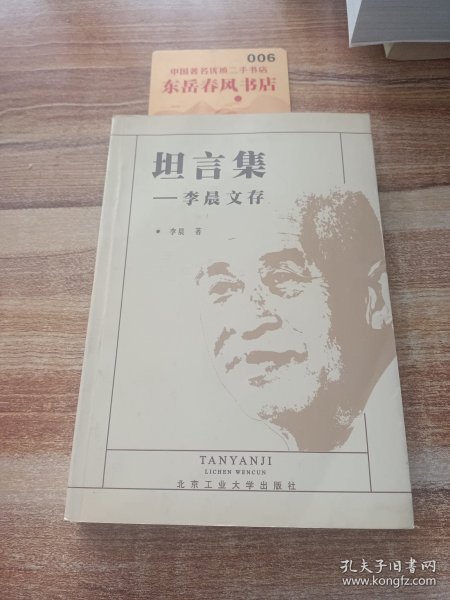 006
中国著名优质二手书店
东岳春风书店
坦言集
—李晨文存
李晨 著
TANYANJI
LICHEN WENCUN
北京工业大学出版社
孔夫子旧书网
www.kongfz.com